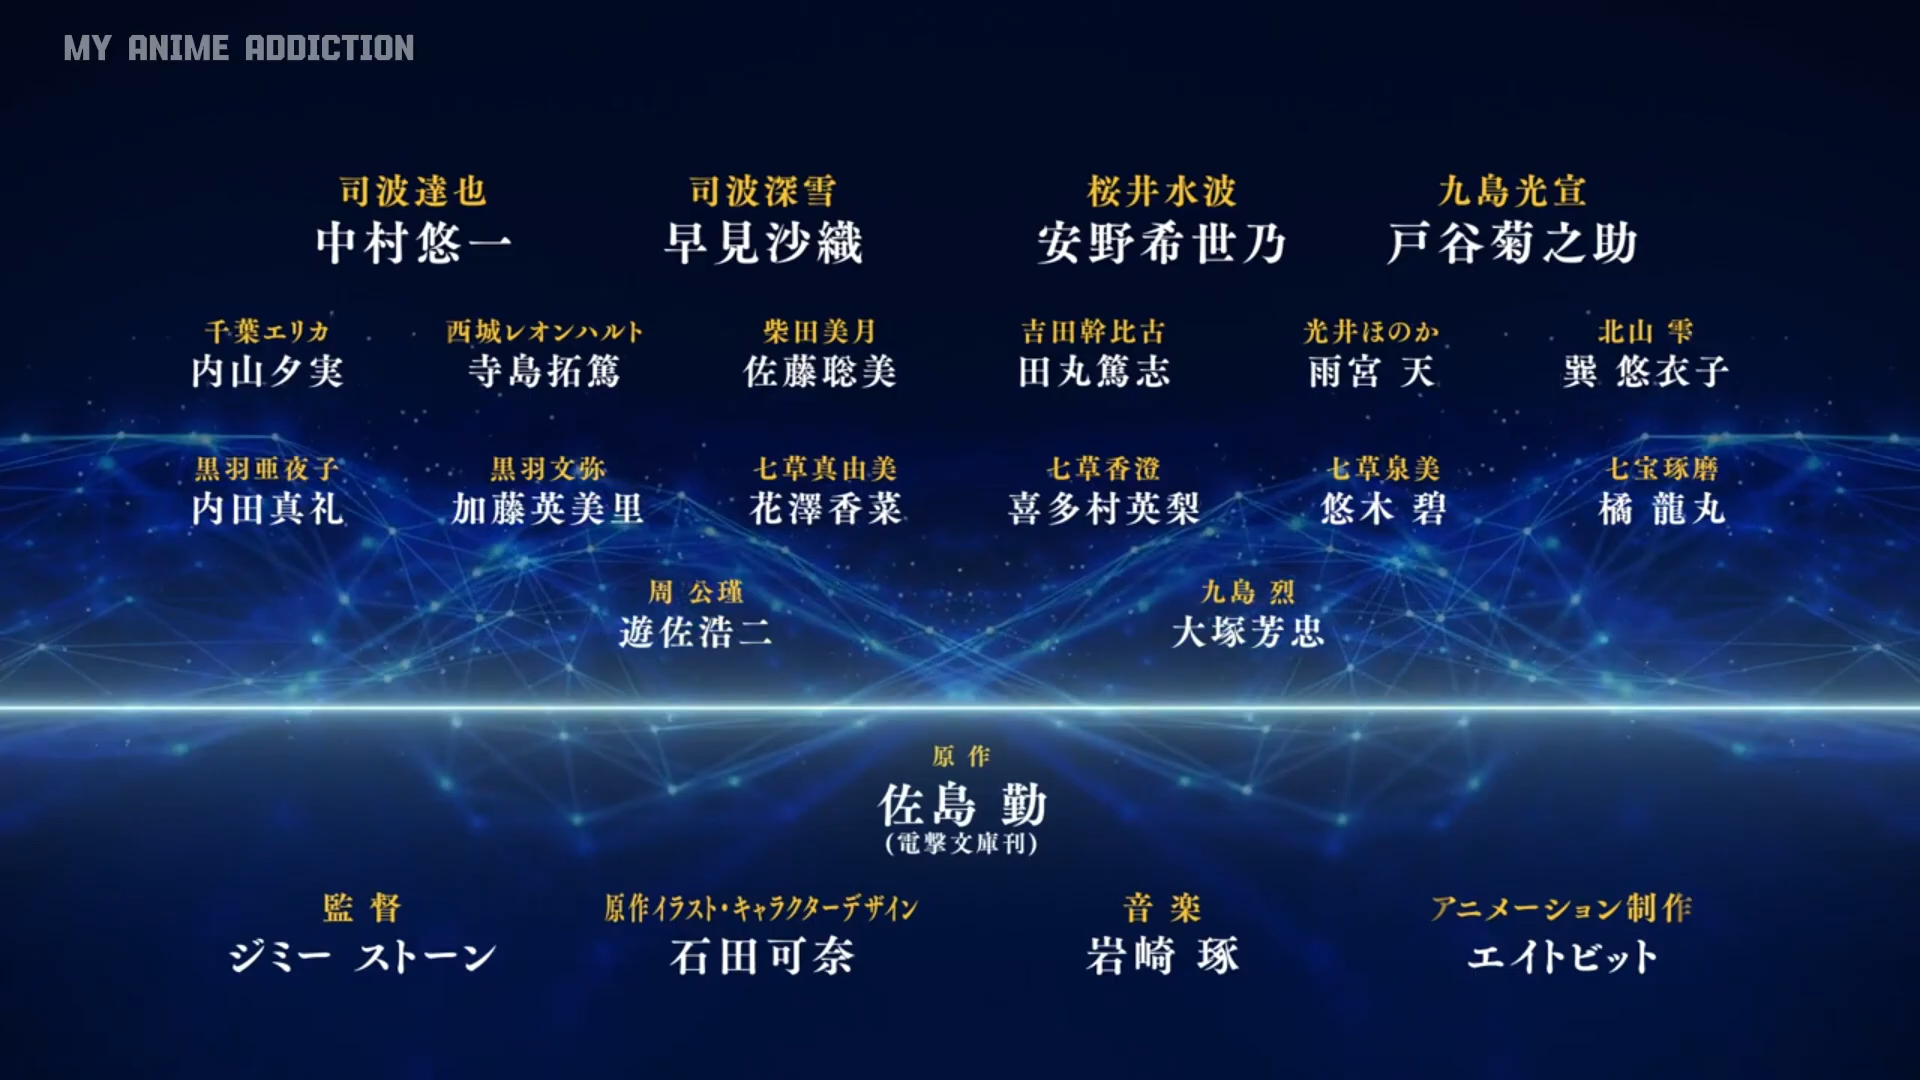 MY ANIME ADDICTION
司波達也 司波深雪 桜井水波 九島光宣
中村悠一 早見沙織 安野希世乃 戸谷菊之助
千葉エリカ 西城レオンハルト 柴田美月 吉田幹比古 光井ほのか 北山 雫
内山夕実 寺島拓篤 佐藤聡美 田丸篤志 雨宮 天 巽 悠衣子
黒羽亜夜子 黒羽文弥 七草真由美 七草香澄 七草泉美 七宝琢磨
内田真礼 加藤英美里 花澤香菜 喜多村英梨 悠木 碧 橘 龍丸
周 公瑾 九島 烈
遊佐浩二 大塚芳忠
原 作
佐島 勤
(電撃文庫刊)
監 督 原作イラスト・キャラクターデザイン 音 楽 アニメーション制作
ジミー ストーン 石田可奈 岩崎 琢 エイトビット